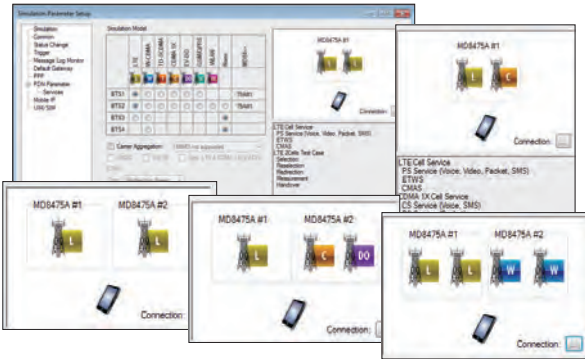 Simulation Parameter Setup
Simulation
Common
Status Change
Trigger
Message Log Monitor
Default Gateway
PPP
PDN Parameter
Services
Mobile IP
UIM/SIM
Simulation Model
LTE
W-CDMA
TD-SCDMA
CDMA 1X
EV-DO
GSM/GPRS
WLAN
None
L
W
C
BTS1
BTS2
BTS3
BTS4
Carrier Aggregation:
MD8475A #1
L
L
Connection:
LTE Cell Service
PS Service (Voice, Video, Packet, SMS)
ETWS
CMAS
LTE 2Cells Test Case
Selection
Reselection
Redirection
Measurement
Handover
MD8475A #1
L
C
Connection:
LTE Cell Service
PS Service (Voice, Video, Packet, SMS)
ETWS
CMAS
CDMA 1X Cell Service
CS Service (Voice, SMS)
MD8475A #1 MD8475A #2
L L
Connection:
MD8475A #1 MD8475A #2
L C DO
Connection:
MD8475A #1 MD8475A #2
L L W W
Connection: